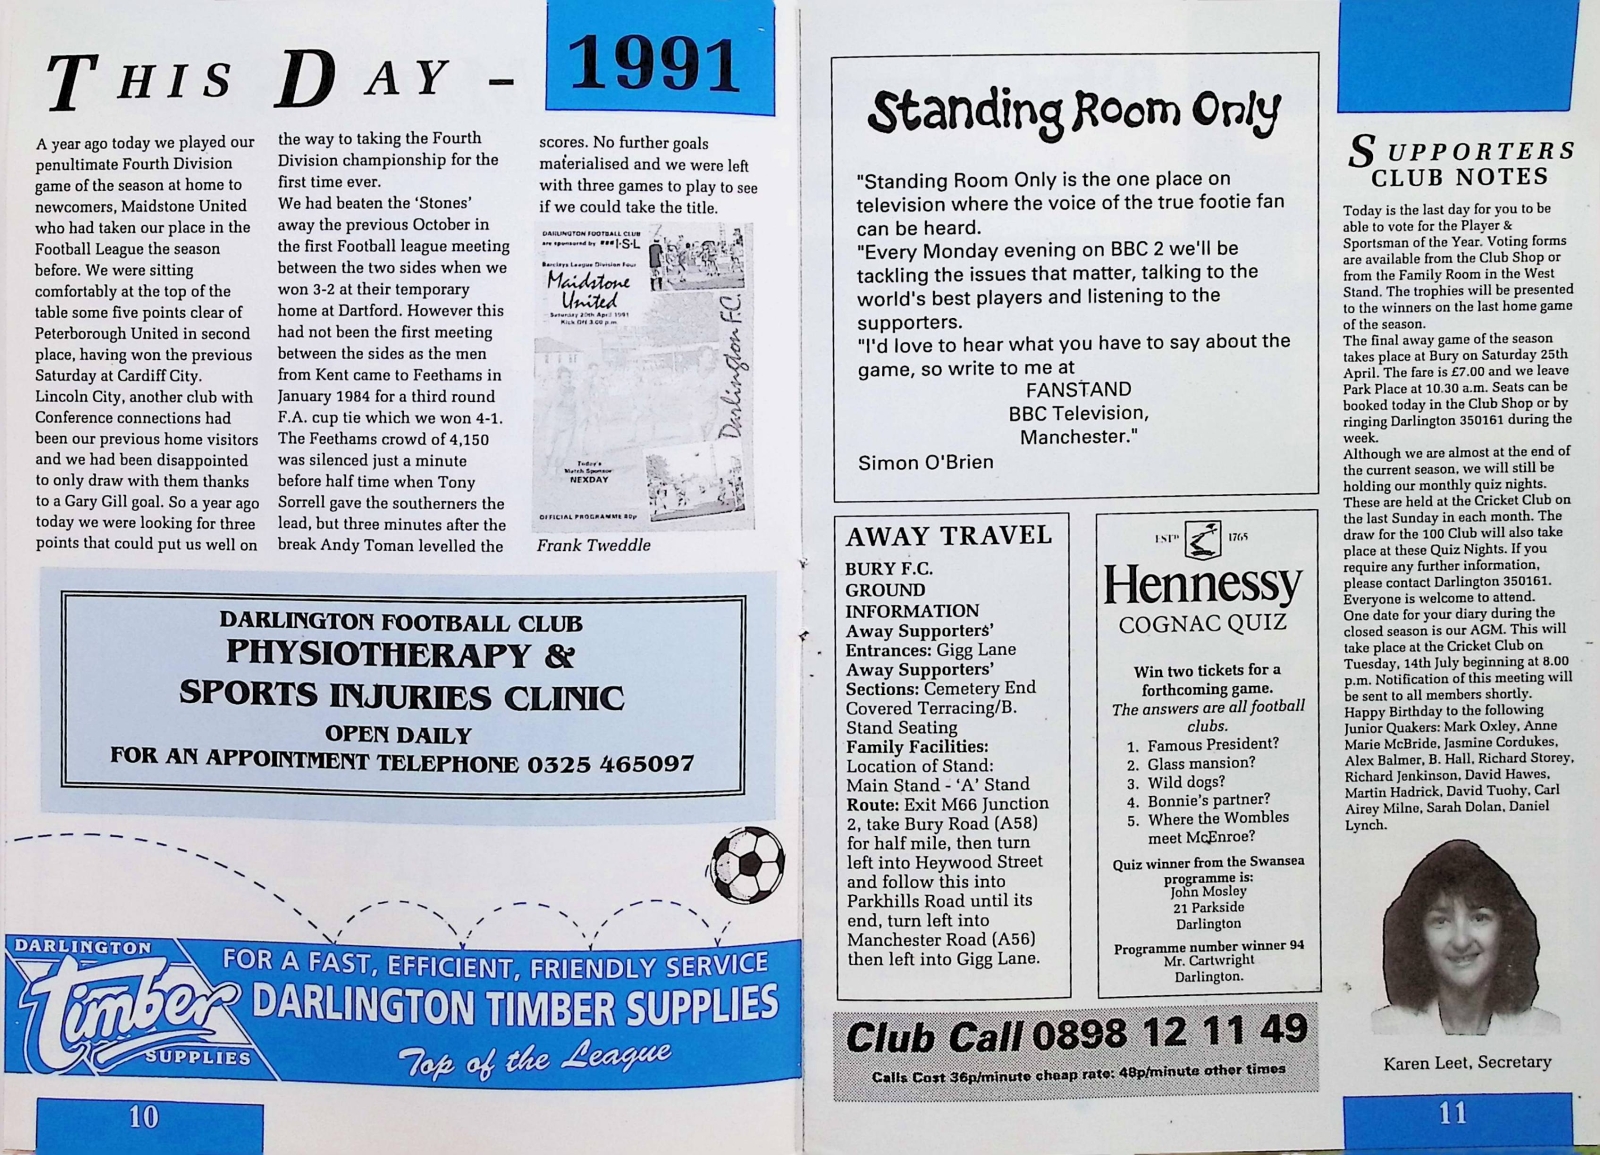 THIS DAY - 1991
A year ago today we played our
penultimate Fourth Division
game of the season at home to
newcomers, Maidstone United
who had taken our place in the
Football League the season
before. We were sitting
comfortably at the top of the
table some five points clear of
Peterborough United in second
place, having won the previous
Saturday at Cardiff City.
Lincoln City, another club with
Conference connections had
been our previous home visitors
and we had been disappointed
to only draw with them thanks
to a Gary Gill goal. So a year ago
today we were looking for three
points that could put us well on
the way to taking the Fourth
Division championship for the
first time ever.
We had beaten the ‘Stones’
away the previous October in
the first Football league meeting
between the two sides when we
won 3-2 at their temporary
home at Dartford. However this
had not been the first meeting
between the sides as the men
from Kent came to Feethams in
January 1984 for a third round
F.A. cup tie which we won 4-1.
The Feethams crowd of 4,150
was silenced just a minute
before half time when Tony
Sorrell gave the southerners the
lead, but three minutes after the
break Andy Toman levelled the
scores. No further goals
materialised and we were left
with three games to play to see
if we could take the title.
DARLINGTON FOOTBALL CLUB
are sponsored by I·S·L
Barclays League Division Four
Maidstone
United
Saturday 20th April 1991
Kick Off 3.00 p.m.
Darlington F.C.
Today's
Match Sponsor
NEXDAY
OFFICIAL PROGRAMME 80p
Frank Tweddle
DARLINGTON FOOTBALL CLUB
PHYSIOTHERAPY &
SPORTS INJURIES CLINIC
OPEN DAILY
FOR AN APPOINTMENT TELEPHONE 0325 465097
DARLINGTON
timber
SUPPLIES
FOR A FAST, EFFICIENT, FRIENDLY SERVICE
DARLINGTON TIMBER SUPPLIES
Top of the League
10
Standing Room Only
"Standing Room Only is the one place on
television where the voice of the true footie fan
can be heard.
"Every Monday evening on BBC 2 we'll be
tackling the issues that matter, talking to the
world's best players and listening to the
supporters.
"I'd love to hear what you have to say about the
game, so write to me at
FANSTAND
BBC Television,
Manchester."
Simon O'Brien
AWAY TRAVEL
BURY F.C.
GROUND
INFORMATION
Away Supporters’
Entrances: Gigg Lane
Away Supporters’
Sections: Cemetery End
Covered Terracing/B.
Stand Seating
Family Facilities:
Location of Stand:
Main Stand - ‘A’ Stand
Route: Exit M66 Junction
2, take Bury Road (A58)
for half mile, then turn
left into Heywood Street
and follow this into
Parkhills Road until its
end, turn left into
Manchester Road (A56)
then left into Gigg Lane.
ESTD 1765
Hennessy
COGNAC QUIZ
Win two tickets for a
forthcoming game.
The answers are all football
clubs.
1. Famous President?
2. Glass mansion?
3. Wild dogs?
4. Bonnie's partner?
5. Where the Wombles
meet McEnroe?
Quiz winner from the Swansea
programme is:
John Mosley
21 Parkside
Darlington
Programme number winner 94
Mr. Cartwright
Darlington.
Club Call 0898 12 11 49
Calls Cost 36p/minute cheap rate: 48p/minute other times
SUPPORTERS
CLUB NOTES
Today is the last day for you to be
able to vote for the Player &
Sportsman of the Year. Voting forms
are available from the Club Shop or
from the Family Room in the West
Stand. The trophies will be presented
to the winners on the last home game
of the season.
The final away game of the season
takes place at Bury on Saturday 25th
April. The fare is £7.00 and we leave
Park Place at 10.30 a.m. Seats can be
booked today in the Club Shop or by
ringing Darlington 350161 during the
week.
Although we are almost at the end of
the current season, we will still be
holding our monthly quiz nights.
These are held at the Cricket Club on
the last Sunday in each month. The
draw for the 100 Club will also take
place at these Quiz Nights. If you
require any further information,
please contact Darlington 350161.
Everyone is welcome to attend.
One date for your diary during the
closed season is our AGM. This will
take place at the Cricket Club on
Tuesday, 14th July beginning at 8.00
p.m. Notification of this meeting will
be sent to all members shortly.
Happy Birthday to the following
Junior Quakers: Mark Oxley, Anne
Marie McBride, Jasmine Cordukes,
Alex Balmer, B. Hall, Richard Storey,
Richard Jenkinson, David Hawes,
Martin Hadrick, David Tuohy, Carl
Airey Milne, Sarah Dolan, Daniel
Lynch.
Karen Leet, Secretary
11